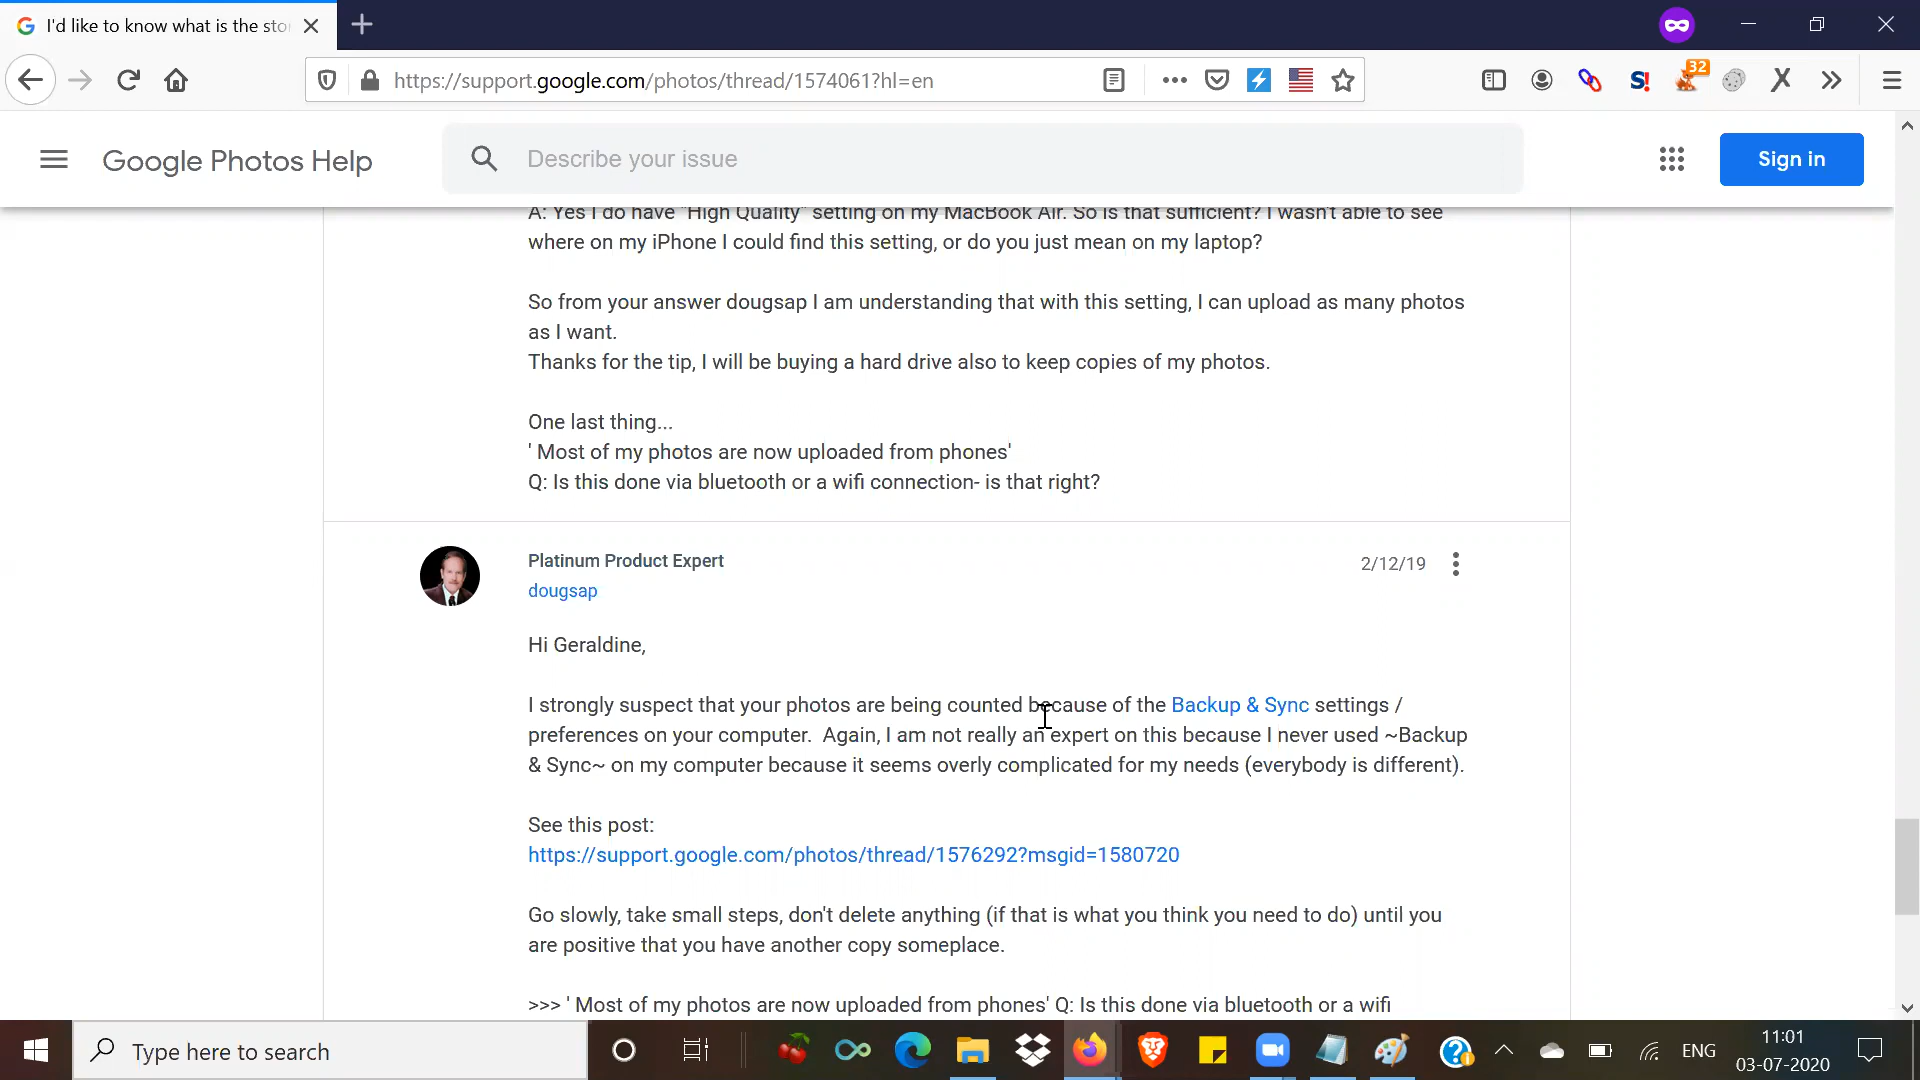 I'd like to know what is the sto
https://support.google.com/photos/thread/1574061?hl=en
S!
32
Google Photos Help
Describe your issue
Sign in
A: Yes I do have "High Quality" setting on my MacBook Air. So is that sufficient? I wasn't able to see
where on my iPhone I could find this setting, or do you just mean on my laptop?
So from your answer dougsap I am understanding that with this setting, I can upload as many photos
as I want.
Thanks for the tip, I will be buying a hard drive also to keep copies of my photos.
One last thing...
' Most of my photos are now uploaded from phones'
Q: Is this done via bluetooth or a wifi connection- is that right?
Platinum Product Expert
2/12/19
dougsap
Hi Geraldine,
I strongly suspect that your photos are being counted because of the Backup & Sync settings /
preferences on your computer.  Again, I am not really an expert on this because I never used ~Backup
& Sync~ on my computer because it seems overly complicated for my needs (everybody is different).
See this post:
https://support.google.com/photos/thread/1576292?msgid=1580720
Go slowly, take small steps, don't delete anything (if that is what you think you need to do) until you
are positive that you have another copy someplace.
>>> ' Most of my photos are now uploaded from phones' Q: Is this done via bluetooth or a wifi
Type here to search
ENG
11:01
03-07-2020